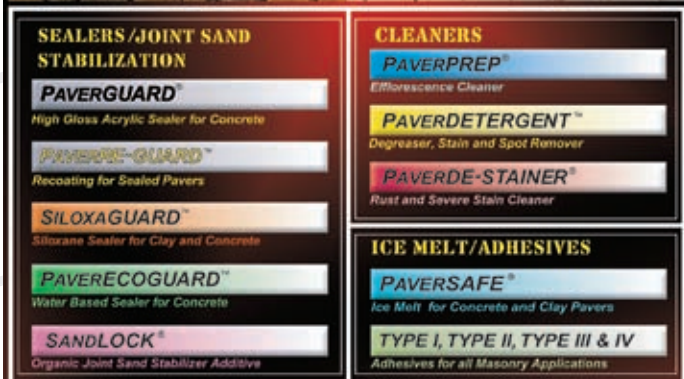 SEALERS/JOINT SAND
STABILIZATION
PAVERGUARD®
High Gloss Acrylic Sealer for Concrete
PAVERRE-GUARD™
Recoating for Sealed Pavers
SILOXAGUARD™
Siloxane Sealer for Clay and Concrete
PAVERECOGUARD™
Water Based Sealer for Concrete
SANDLOCK®
Organic Joint Sand Stabilizer Additive
CLEANERS
PAVERPREP®
Efflorescence Cleaner
PAVERDETERGENT™
Degreaser, Stain and Spot Remover
PAVERDE-STAINER®
Rust and Severe Stain Cleaner
ICE MELT/ADHESIVES
PAVERSAFE®
Ice Melt for Concrete and Clay Pavers
TYPE I, TYPE II, TYPE III & IV
Adhesives for all Masonry Applications